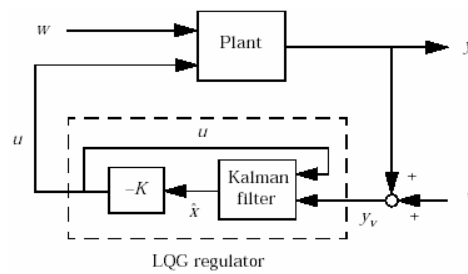 w
Plant
y
u
u
-K
x̂
Kalman
filter
+
+
y_v
LQG regulator